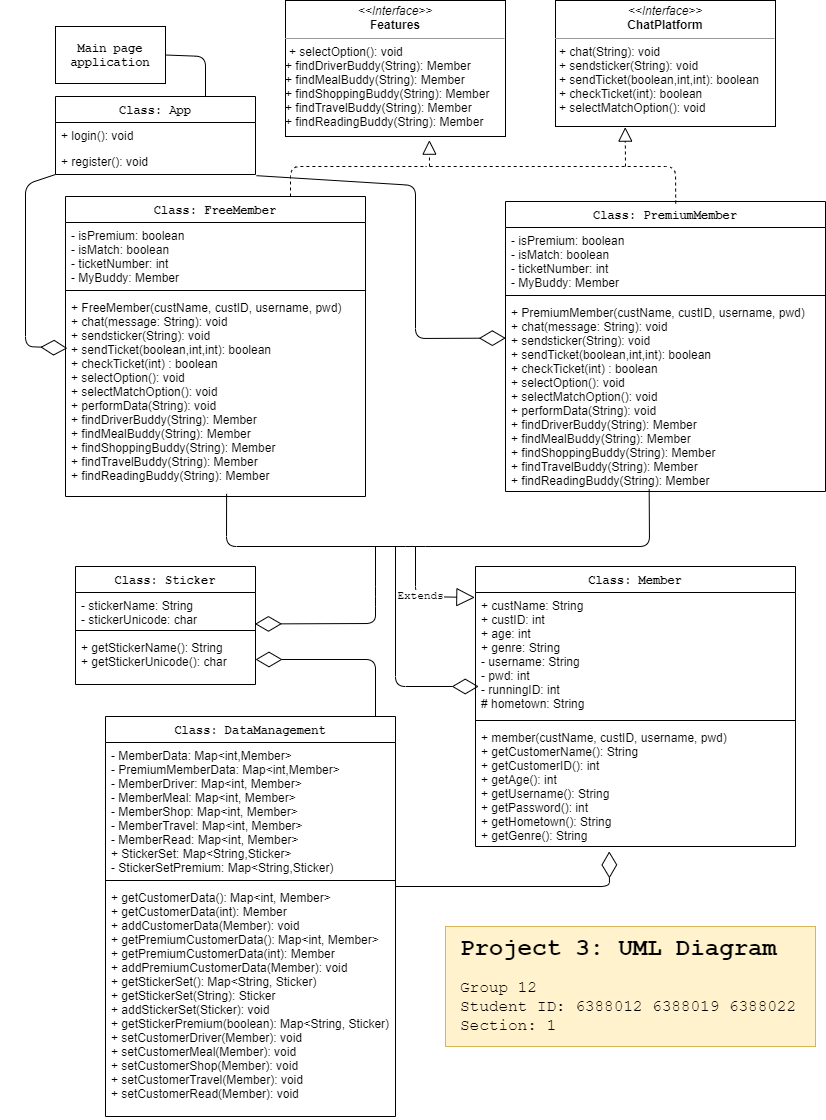 Main page
application
Class: App
+ login(): void
+ register(): void
<<Interface>>
Features
+ selectOption(): void
+ findDriverBuddy(String): Member
+ findMealBuddy(String): Member
+ findShoppingBuddy(String): Member
+ findTravelBuddy(String): Member
+ findReadingBuddy(String): Member
<<Interface>>
ChatPlatform
+ chat(String): void
+ sendsticker(String): void
+ sendTicket(boolean,int,int): boolean
+ checkTicket(int): boolean
+ selectMatchOption(): void
Class: FreeMember
- isPremium: boolean
- isMatch: boolean
- ticketNumber: int
- MyBuddy: Member
+ FreeMember(custName, custID, username, pwd)
+ chat(message: String): void
+ sendsticker(String): void
+ sendTicket(boolean,int,int): boolean
+ checkTicket(int) : boolean
+ selectOption(): void
+ selectMatchOption(): void
+ performData(String): void
+ findDriverBuddy(String): Member
+ findMealBuddy(String): Member
+ findShoppingBuddy(String): Member
+ findTravelBuddy(String): Member
+ findReadingBuddy(String): Member
Class: PremiumMember
- isPremium: boolean
- isMatch: boolean
- ticketNumber: int
- MyBuddy: Member
+ PremiumMember(custName, custID, username, pwd)
+ chat(message: String): void
+ sendsticker(String): void
+ sendTicket(boolean,int,int): boolean
+ checkTicket(int) : boolean
+ selectOption(): void
+ selectMatchOption(): void
+ performData(String): void
+ findDriverBuddy(String): Member
+ findMealBuddy(String): Member
+ findShoppingBuddy(String): Member
+ findTravelBuddy(String): Member
+ findReadingBuddy(String): Member
Class: Sticker
- stickerName: String
- stickerUnicode: char
+ getStickerName(): String
+ getStickerUnicode(): char
Extends
Class: Member
+ custName: String
+ custID: int
+ age: int
+ genre: String
- username: String
- pwd: int
- runningID: int
# hometown: String
+ member(custName, custID, username, pwd)
+ getCustomerName(): String
+ getCustomerID(): int
+ getAge(): int
+ getUsername(): String
+ getPassword(): int
+ getHometown(): String
+ getGenre(): String
Class: DataManagement
- MemberData: Map<int,Member>
- PremiumMemberData: Map<int,Member>
- MemberDriver: Map<int, Member>
- MemberMeal: Map<int, Member>
- MemberShop: Map<int, Member>
- MemberTravel: Map<int, Member>
- MemberRead: Map<int, Member>
+ StickerSet: Map<String,Sticker>
- StickerSetPremium: Map<String,Sticker)
+ getCustomerData(): Map<int, Member>
+ getCustomerData(int): Member
+ addCustomerData(Member): void
+ getPremiumCustomerData(): Map<int, Member>
+ getPremiumCustomerData(int): Member
+ addPremiumCustomerData(Member): void
+ getStickerSet(): Map<String, Sticker)
+ getStickerSet(String): Sticker
+ addStickerSet(Sticker): void
+ getStickerPremium(boolean): Map<String, Sticker)
+ setCustomerDriver(Member): void
+ setCustomerMeal(Member): void
+ setCustomerShop(Member): void
+ setCustomerTravel(Member): void
+ setCustomerRead(Member): void
Project 3: UML Diagram
Group 12
Student ID: 6388012 6388019 6388022
Section: 1